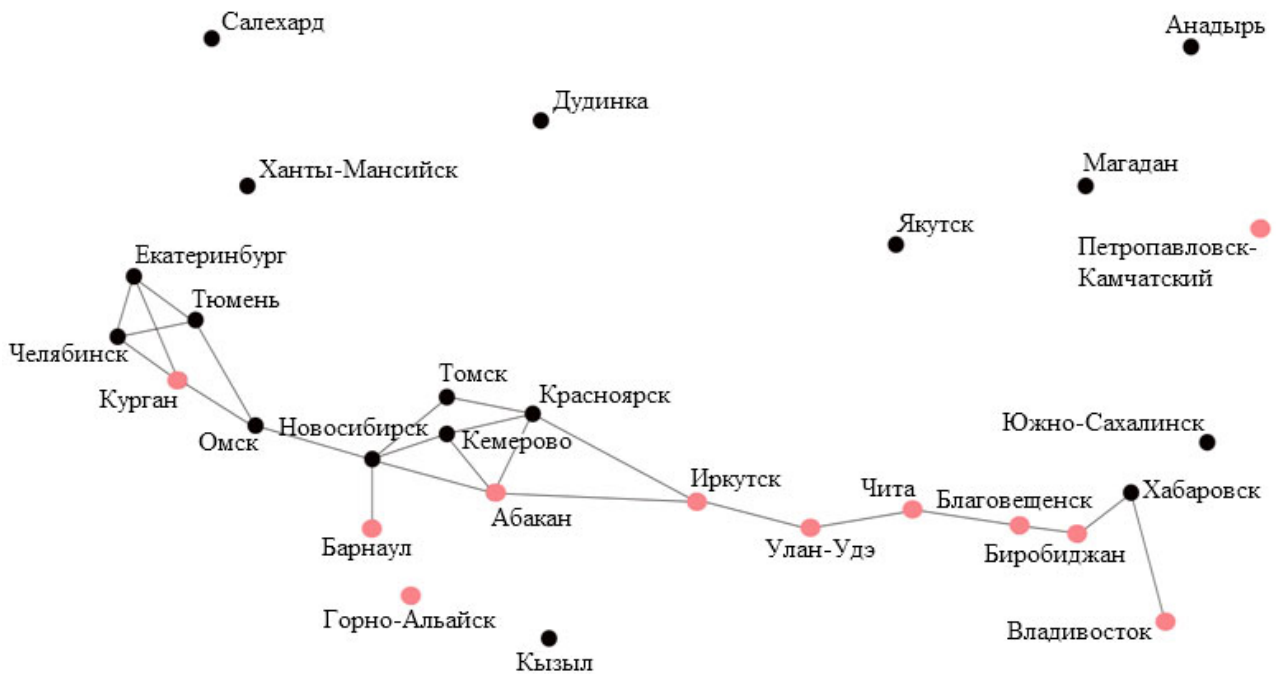 Салехард
Анадырь
Дудинка
Ханты-Мансийск
Магадан
Якутск
Петропавловск-
Камчатский
Екатеринбург
Тюмень
Челябинск
Курган
Томск
Красноярск
Омск
Новосибирск
Кемерово
Южно-Сахалинск
Иркутск
Чита
Благовещенск
Хабаровск
Абакан
Барнаул
Улан-Удэ
Биробиджан
Горно-Альайск
Владивосток
Кызыл